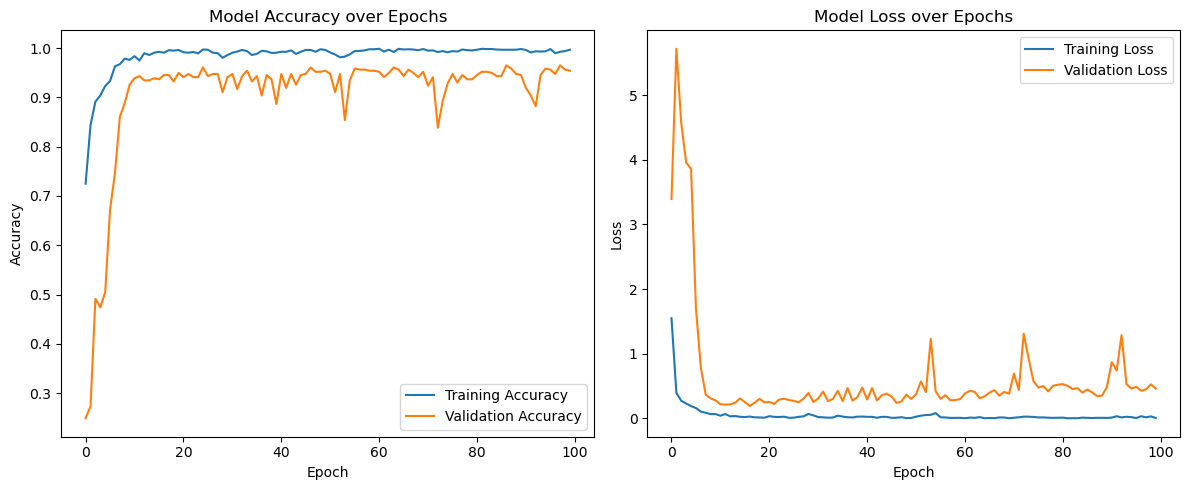 Model Accuracy over Epochs
1.0
0.9
0.8
0.7
0.6
0.5
0.4
0.3
Accuracy
0 20 40 60 80 100
Epoch
Training Accuracy
Validation Accuracy
Model Loss over Epochs
5
4
3
2
1
0
Loss
0 20 40 60 80 100
Epoch
Training Loss
Validation Loss